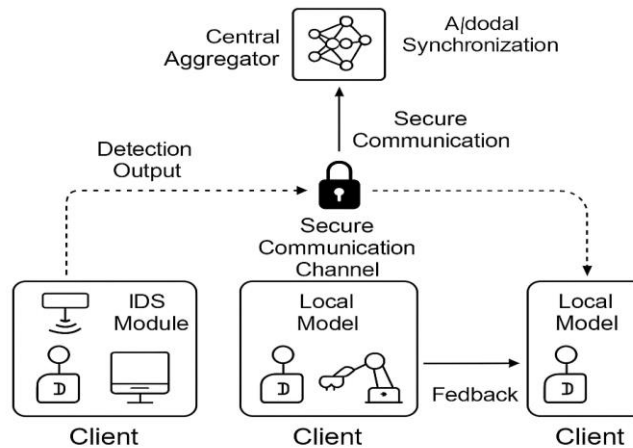 Central
Aggregator
A/dodal
Synchronization
Secure
Communication
Detection
Output
Secure
Communication
Channel
IDS
Module
D
Client
Local
Model
D
Client
Fedback
Local
Model
D
Client